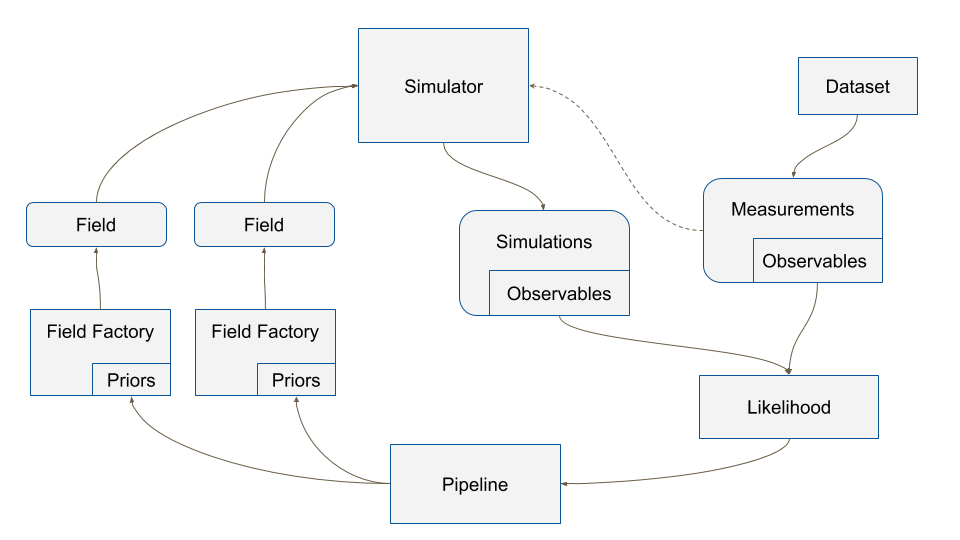 Simulator
Dataset
Field
Field
Measurements
Observables
Simulations
Observables
Field Factory
Priors
Field Factory
Priors
Likelihood
Pipeline